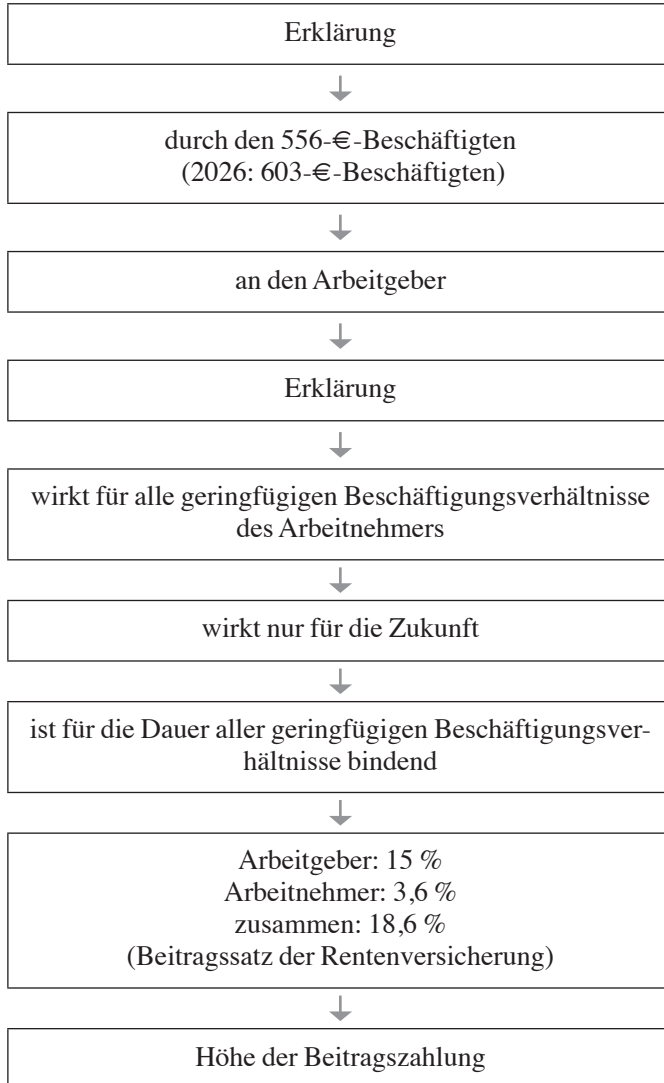 Erklärung
durch den 556-€-Beschäftigten
(2026: 603-€-Beschäftigten)
an den Arbeitgeber
Erklärung
wirkt für alle geringfügigen Beschäftigungsverhältnisse
des Arbeitnehmers
wirkt nur für die Zukunft
ist für die Dauer aller geringfügigen Beschäftigungsver-
hältnisse bindend
Arbeitgeber: 15 %
Arbeitnehmer: 3,6 %
zusammen: 18,6 %
(Beitragssatz der Rentenversicherung)
Höhe der Beitragszahlung